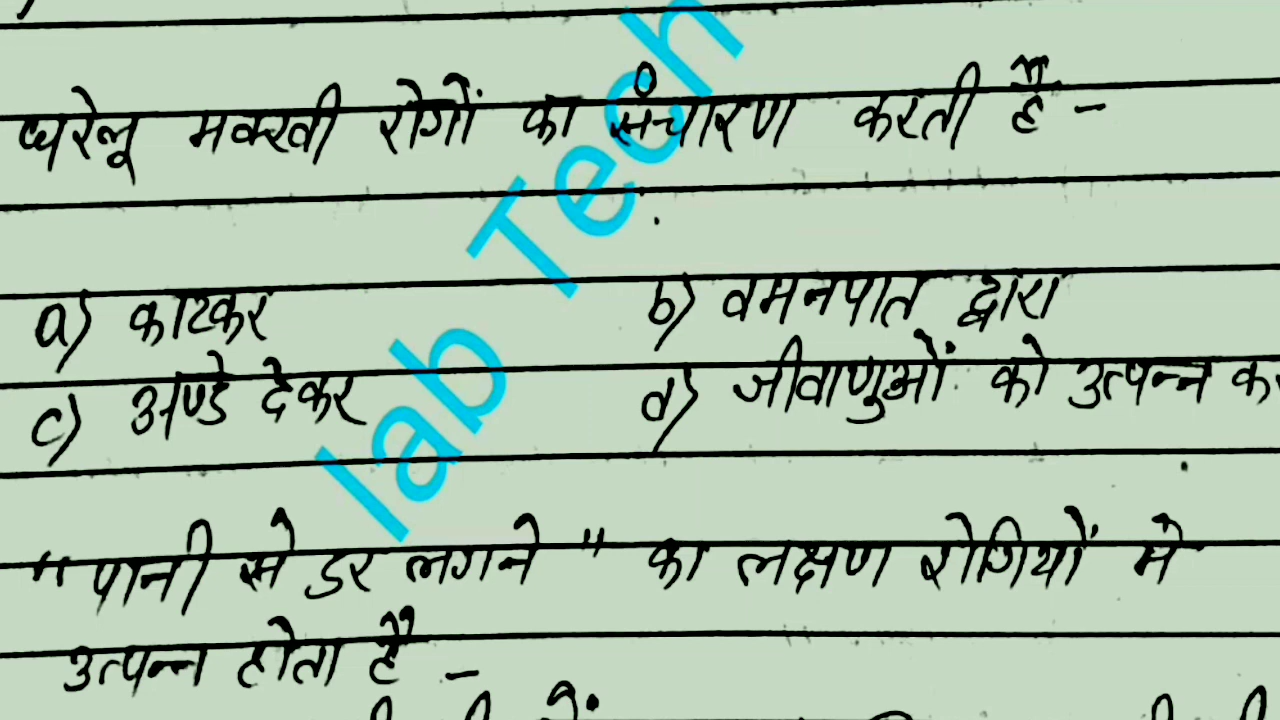 घरेलू मक्खी रोगों का संचारण करती है -
a) काटकर b) वमनपात द्वारा
c) अण्डे देकर d) जीवाणुओं को उत्पन्न
"पानी से डर लगने" का लक्षण रोगियों मे
उत्पन्न होता है -
lab Tech